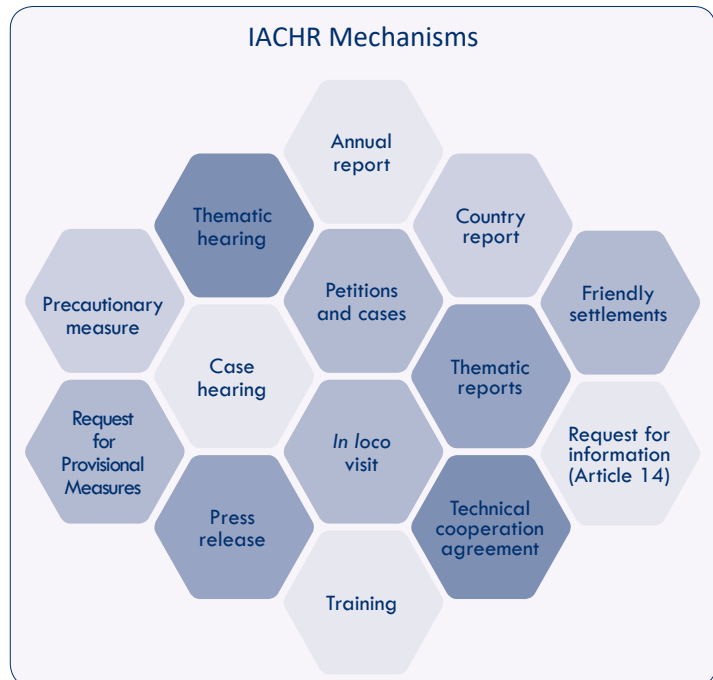 IACHR Mechanisms
Annual
report
Thematic
hearing
Country
report
Precautionary
measure
Petitions
and cases
Friendly
settlements
Case
hearing
Thematic
reports
Request
for
Provisional
Measures
In loco
visit
Request for
information
(Article 14)
Press
release
Technical
cooperation
agreement
Training